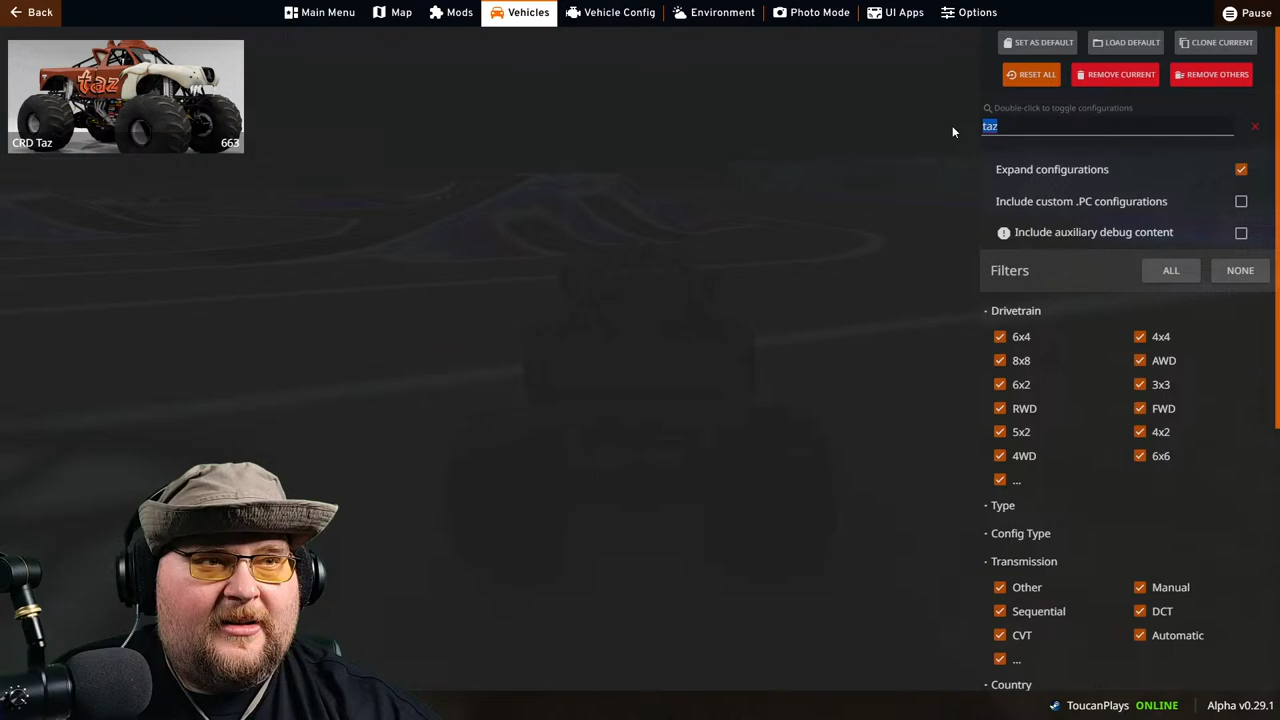 Back
Main Menu
Map
Mods
Vehicles
Vehicle Config
Environment
Photo Mode
UI Apps
Options
Pause
taz
CRD Taz
663
SET AS DEFAULT
LOAD DEFAULT
CLONE CURRENT
RESET ALL
REMOVE CURRENT
REMOVE OTHERS
Double-click to toggle configurations
taz
Expand configurations
Include custom .PC configurations
Include auxiliary debug content
Filters
ALL
NONE
- Drivetrain
6x4
4x4
8x8
AWD
6x2
3x3
RWD
FWD
5x2
4x2
4WD
6x6
...
- Type
- Config Type
- Transmission
Other
Manual
Sequential
DCT
CVT
Automatic
...
- Country
ToucanPlays ONLINE
Alpha v0.29.1